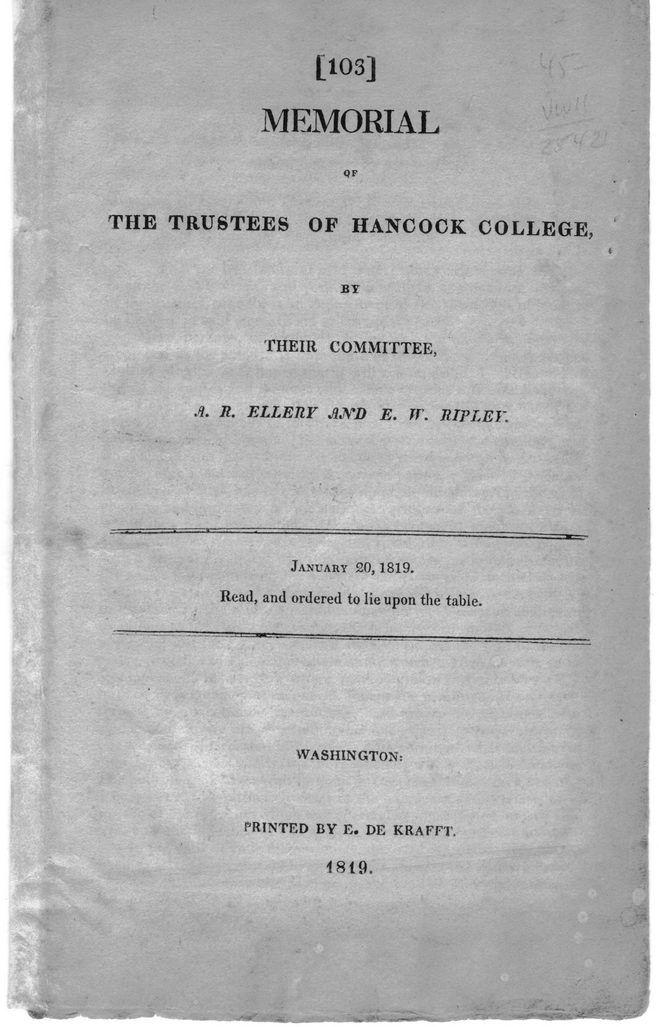 [103]
MEMORIAL
OF
THE TRUSTEES OF HANCOCK COLLEGE,
BY
THEIR COMMITTEE,
A. R. ELLERY AND E. W. RIPLEY.
JANUARY 20, 1819.
Read, and ordered to lie upon the table.
WASHINGTON:
PRINTED BY E. DE KRAFFT.
1819.
45-